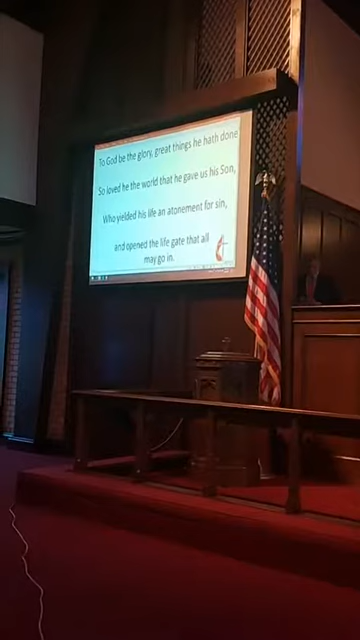 To God be the glory, great things he hath done
So loved he the world that he gave us his Son,
Who yielded his life an atonement for sin,
and opened the life gate that all
may go in.